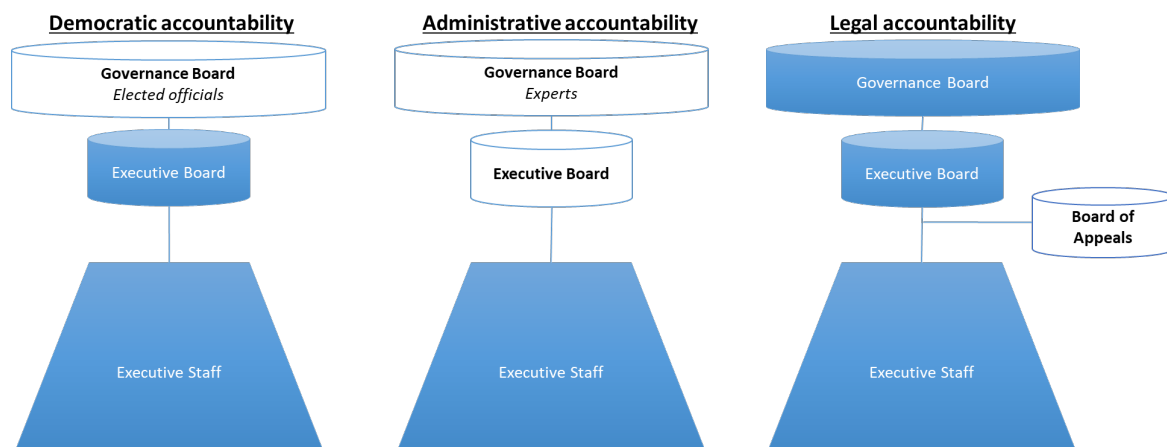 Democratic accountability
Governance Board
Elected officials
Executive Board
Executive Staff
Administrative accountability
Governance Board
Experts
Executive Board
Executive Staff
Legal accountability
Governance Board
Executive Board
Board of
Appeals
Executive Staff